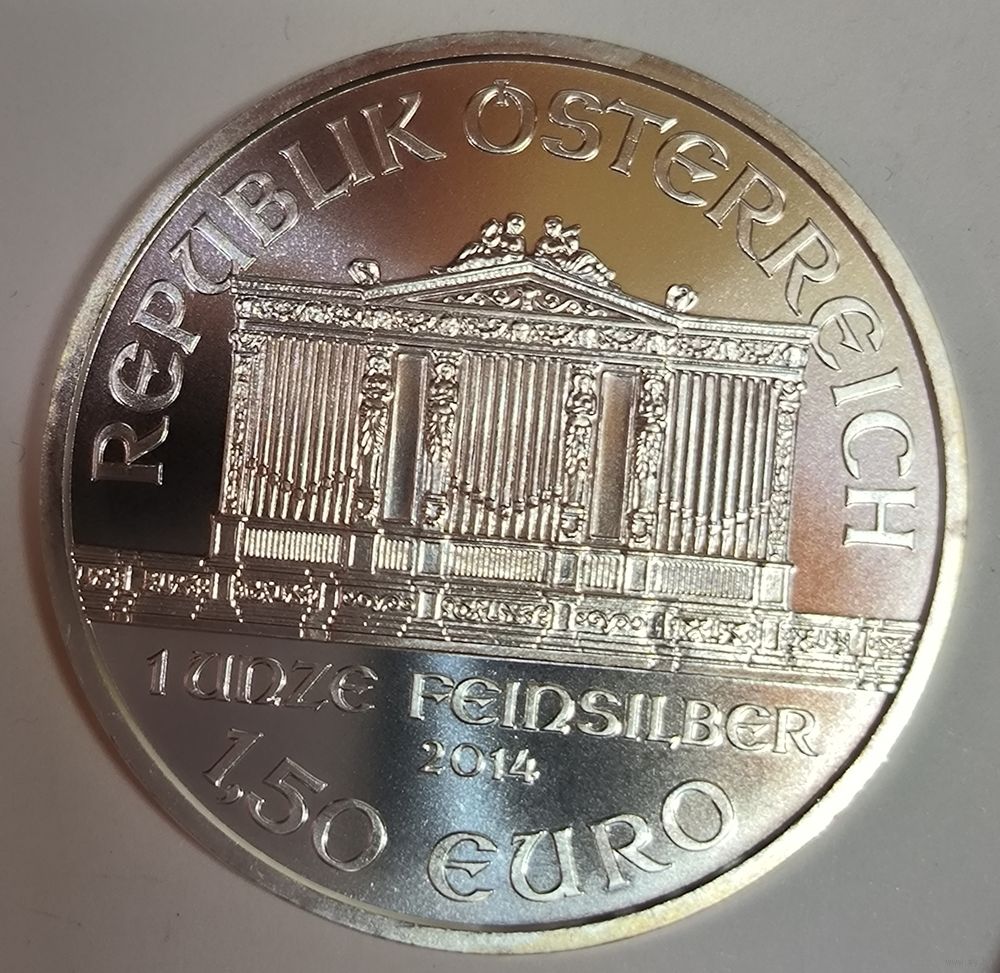 REPUBLIK ÖSTERREICH
1 UNZE FEINSILBER
2014
1,50 EURO